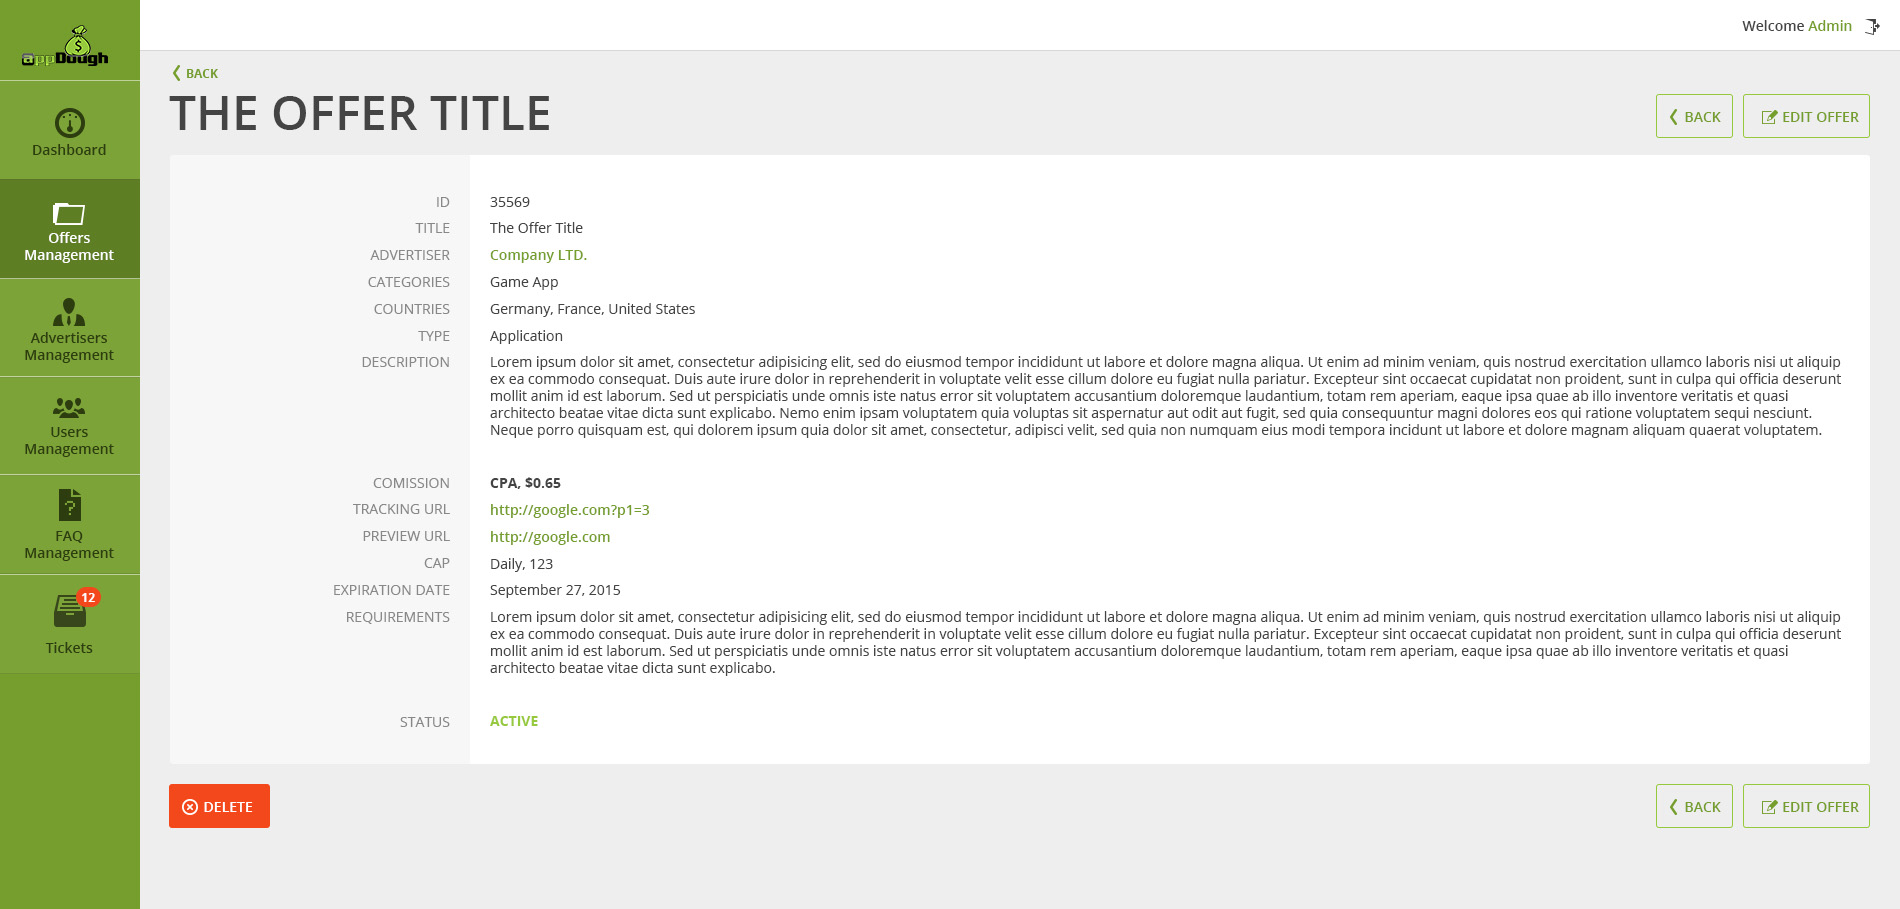 appDough
Welcome Admin
Dashboard
Offers
Management
Advertisers
Management
Users
Management
FAQ
Management
12
Tickets
BACK
THE OFFER TITLE
BACK
EDIT OFFER
ID 35569
TITLE The Offer Title
ADVERTISER Company LTD.
CATEGORIES Game App
COUNTRIES Germany, France, United States
TYPE Application
DESCRIPTION Lorem ipsum dolor sit amet, consectetur adipisicing elit, sed do eiusmod tempor incididunt ut labore et dolore magna aliqua. Ut enim ad minim veniam, quis nostrud exercitation ullamco laboris nisi ut aliquip
ex ea commodo consequat. Duis aute irure dolor in reprehenderit in voluptate velit esse cillum dolore eu fugiat nulla pariatur. Excepteur sint occaecat cupidatat non proident, sunt in culpa qui officia deserunt
mollit anim id est laborum. Sed ut perspiciatis unde omnis iste natus error sit voluptatem accusantium doloremque laudantium, totam rem aperiam, eaque ipsa quae ab illo inventore veritatis et quasi
architecto beatae vitae dicta sunt explicabo. Nemo enim ipsam voluptatem quia voluptas sit aspernatur aut odit aut fugit, sed quia consequuntur magni dolores eos qui ratione voluptatem sequi nesciunt.
Neque porro quisquam est, qui dolorem ipsum quia dolor sit amet, consectetur, adipisci velit, sed quia non numquam eius modi tempora incidunt ut labore et dolore magnam aliquam quaerat voluptatem.
COMISSION CPA, $0.65
TRACKING URL http://google.com?p1=3
PREVIEW URL http://google.com
CAP Daily, 123
EXPIRATION DATE September 27, 2015
REQUIREMENTS Lorem ipsum dolor sit amet, consectetur adipisicing elit, sed do eiusmod tempor incididunt ut labore et dolore magna aliqua. Ut enim ad minim veniam, quis nostrud exercitation ullamco laboris nisi ut aliquip
ex ea commodo consequat. Duis aute irure dolor in reprehenderit in voluptate velit esse cillum dolore eu fugiat nulla pariatur. Excepteur sint occaecat cupidatat non proident, sunt in culpa qui officia deserunt
mollit anim id est laborum. Sed ut perspiciatis unde omnis iste natus error sit voluptatem accusantium doloremque laudantium, totam rem aperiam, eaque ipsa quae ab illo inventore veritatis et quasi
architecto beatae vitae dicta sunt explicabo.
STATUS ACTIVE
DELETE
BACK
EDIT OFFER